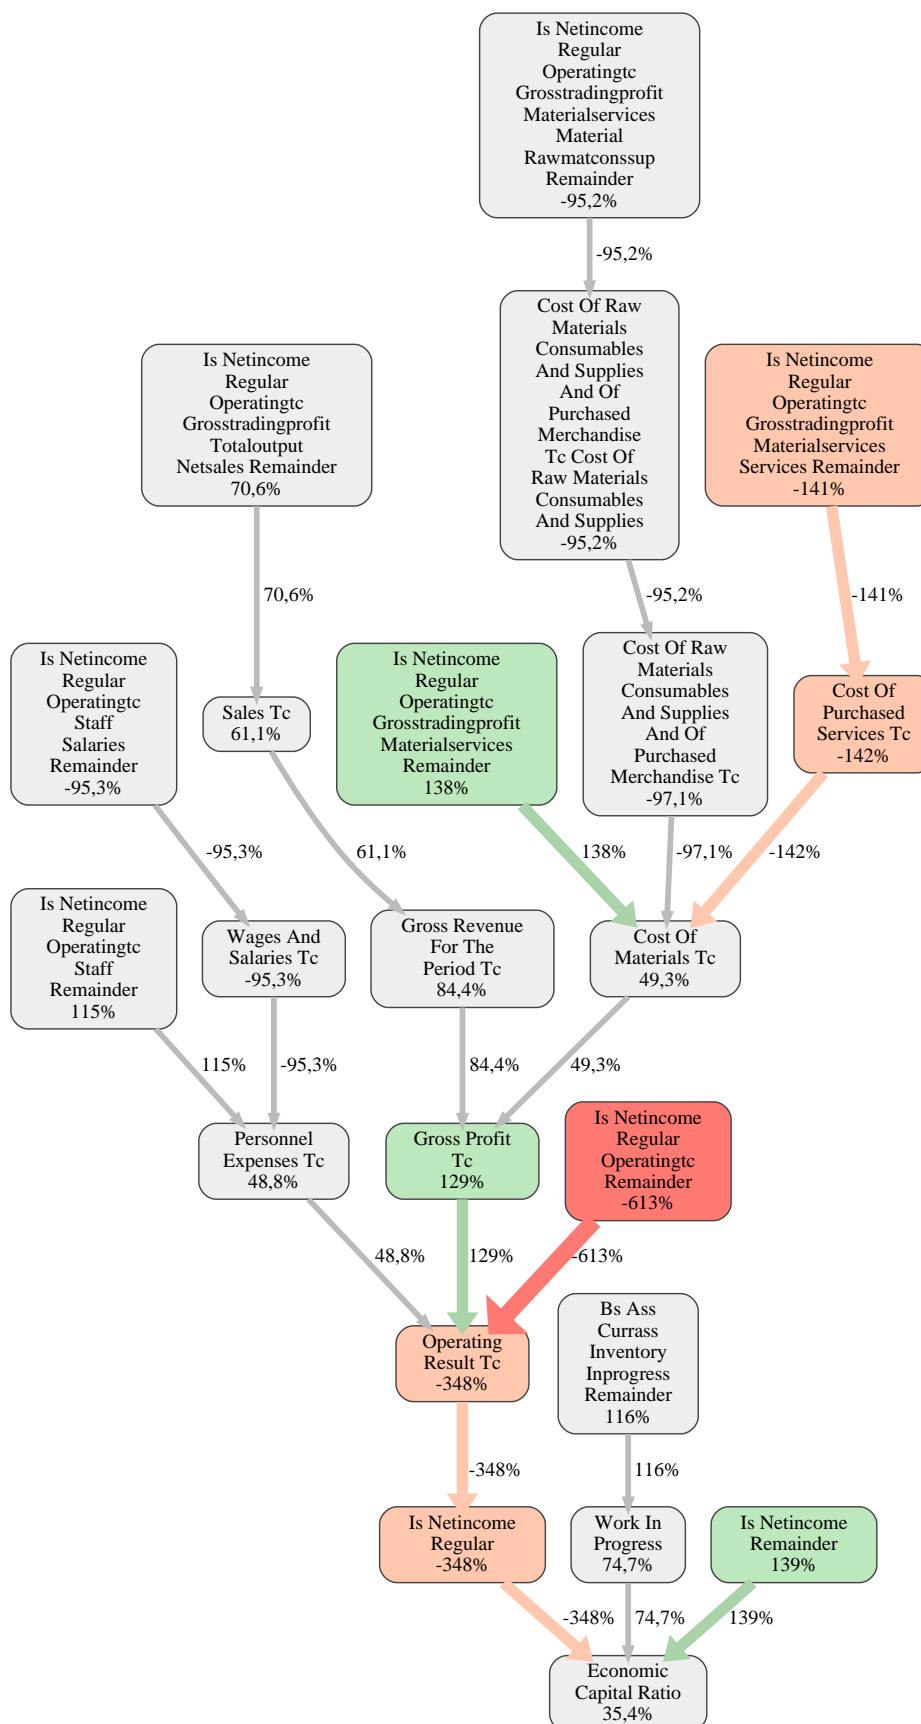 Is Netincome
Regular
Operatingtc
Grosstradingprofit
Materialservices
Material
Rawmatconssup
Remainder
-95,2%
-95,2%
Cost Of Raw
Materials
Consumables
And Supplies
And Of
Purchased
Merchandise
Tc Cost Of
Raw Materials
Consumables
And Supplies
-95,2%
Is Netincome
Regular
Operatingtc
Grosstradingprofit
Totaloutput
Netsales Remainder
70,6%
Is Netincome
Regular
Operatingtc
Grosstradingprofit
Materialservices
Services Remainder
-141%
70,6%
-95,2%
-141%
Is Netincome
Regular
Operatingtc
Staff
Salaries
Remainder
-95,3%
Sales Tc
61,1%
Is Netincome
Regular
Operatingtc
Grosstradingprofit
Materialservices
Remainder
138%
Cost Of Raw
Materials
Consumables
And Supplies
And Of
Purchased
Merchandise Tc
-97,1%
Cost Of
Purchased
Services Tc
-142%
-95,3%
61,1%
138%
-97,1%
-142%
Is Netincome
Regular
Operatingtc
Staff
Remainder
115%
Wages And
Salaries Tc
-95,3%
Gross Revenue
For The
Period Tc
84,4%
Cost Of
Materials Tc
49,3%
115%
-95,3%
84,4%
49,3%
Personnel
Expenses Tc
48,8%
Gross Profit
Tc
129%
Is Netincome
Regular
Operatingtc
Remainder
-613%
48,8%
129%
-613%
Operating
Result Tc
-348%
Bs Ass
Currass
Inventory
Inprogress
Remainder
116%
-348%
116%
Is Netincome
Regular
-348%
Work In
Progress
74,7%
Is Netincome
Remainder
139%
-348%
74,7%
139%
Economic
Capital Ratio
35,4%